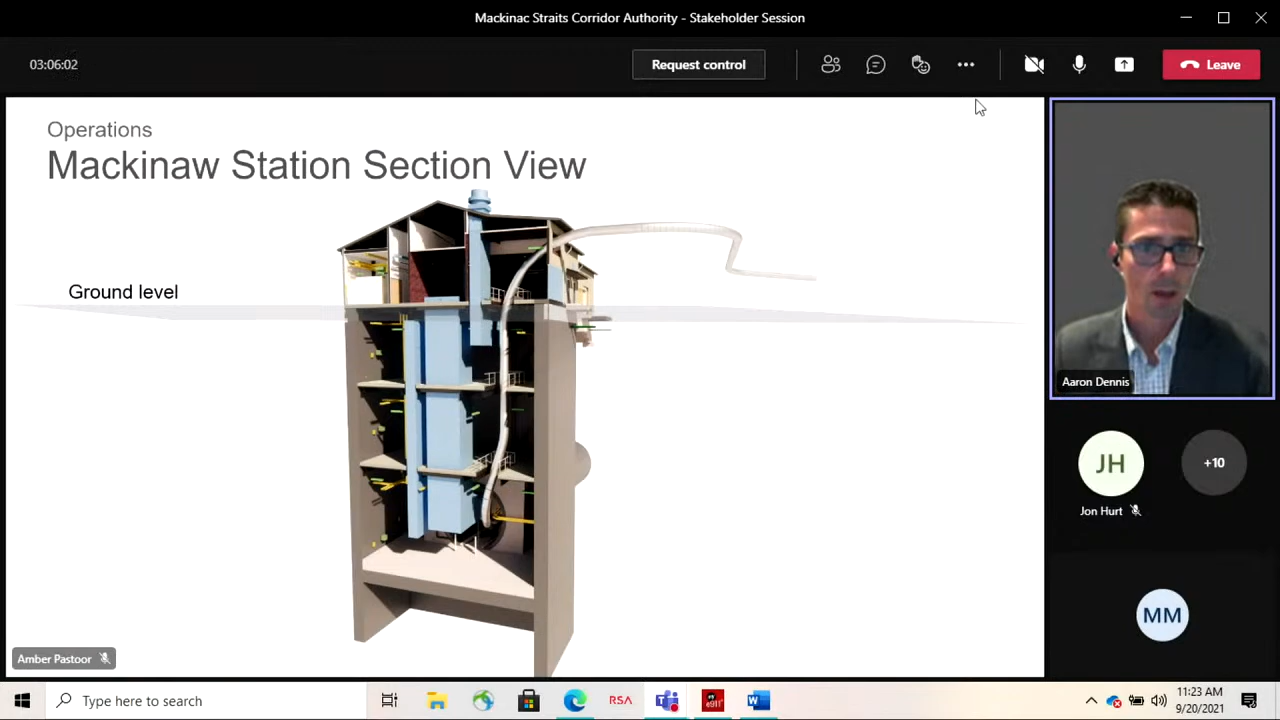 Mackinac Straits Corridor Authority - Stakeholder Session
03:06:02
Request control
Leave
Operations
Mackinaw Station Section View
Ground level
Aaron Dennis
JH
+10
Jon Hurt
MM
Amber Pastoor
Type here to search
RSA
e911
W
11:23 AM
9/20/2021